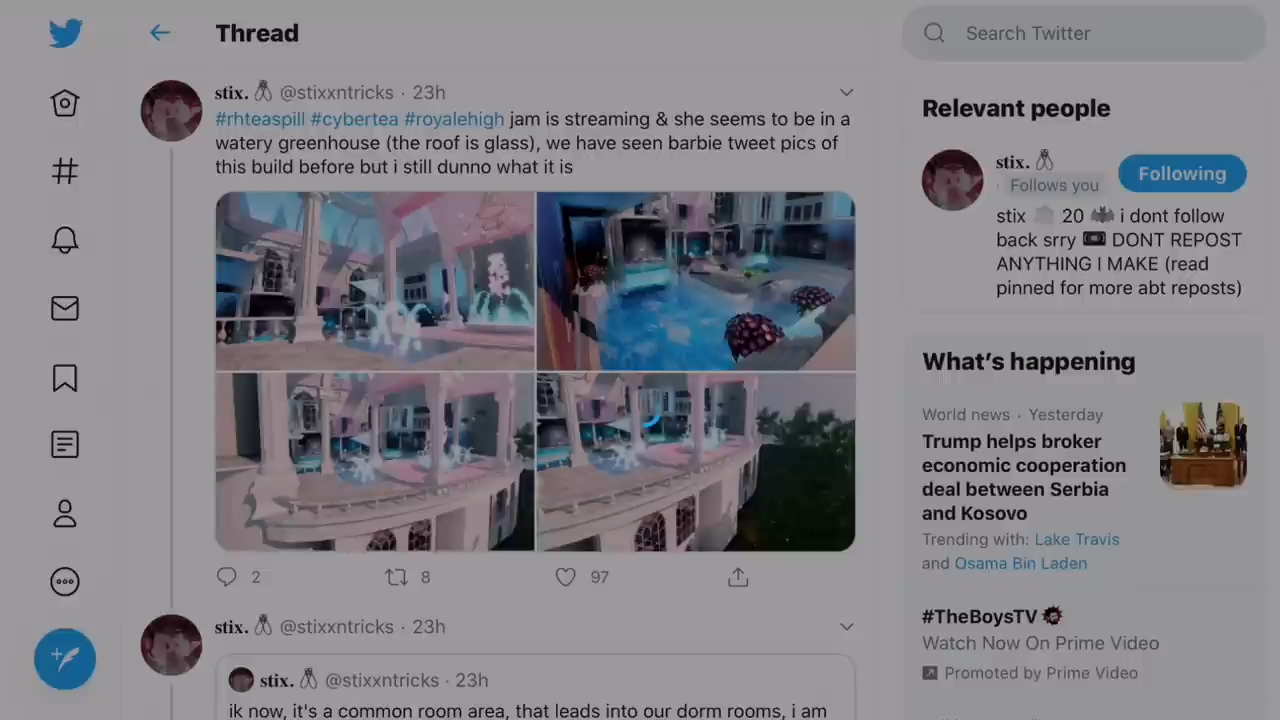 Thread
Search Twitter
stix. @stixxntricks · 23h
#rhteaspill #cybertea #royalehigh jam is streaming & she seems to be in a
watery greenhouse (the roof is glass), we have seen barbie tweet pics of
this build before but i still dunno what it is
2
8
97
stix. @stixxntricks · 23h
stix. @stixxntricks · 23h
ik now, it's a common room area, that leads into our dorm rooms, i am
Relevant people
stix.
Follows you
Following
stix 20 i dont follow
back srry DONT REPOST
ANYTHING I MAKE (read
pinned for more abt reposts)
What's happening
World news · Yesterday
Trump helps broker
economic cooperation
deal between Serbia
and Kosovo
Trending with: Lake Travis
and Osama Bin Laden
#TheBoysTV
Watch Now On Prime Video
Promoted by Prime Video